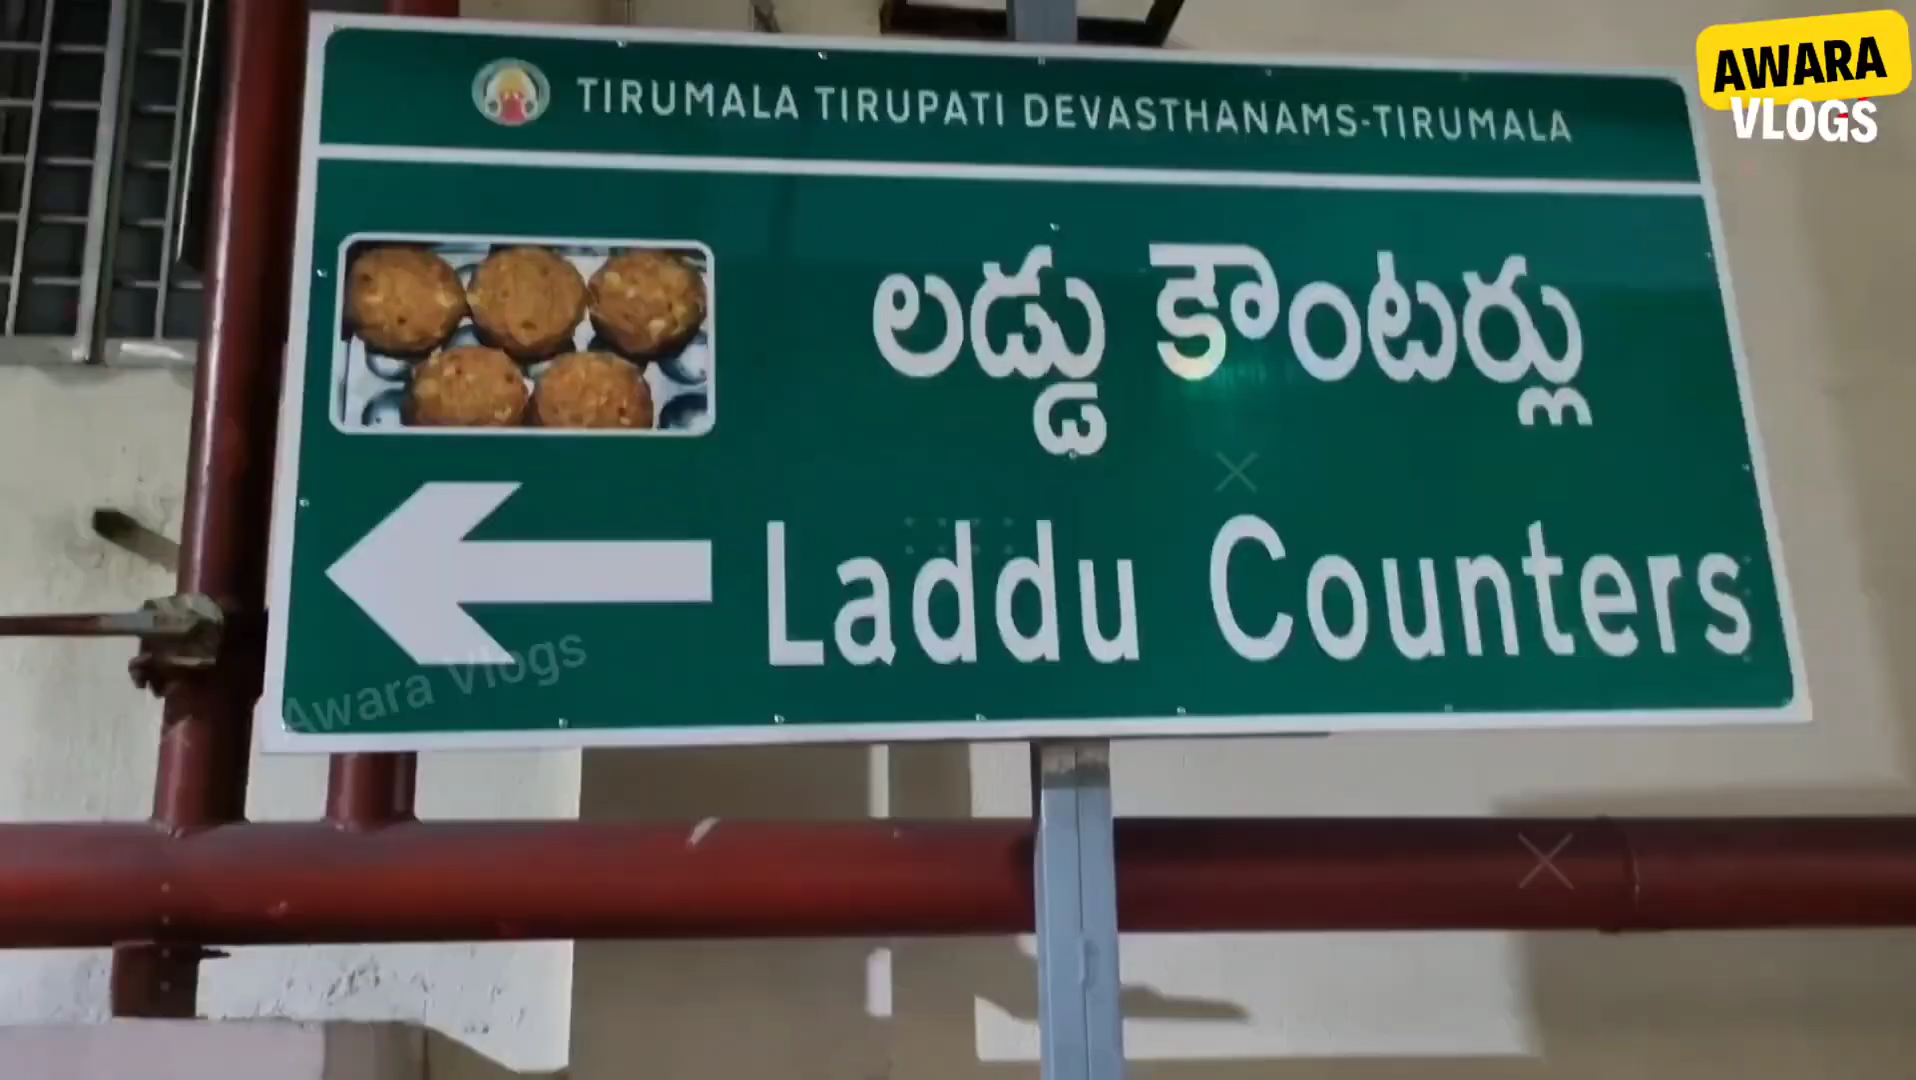 AWARA
VLOGS
TIRUMALA TIRUPATI DEVASTHANAMS-TIRUMALA
లడ్డు కౌంటర్లు
Laddu Counters
Awara Vlogs